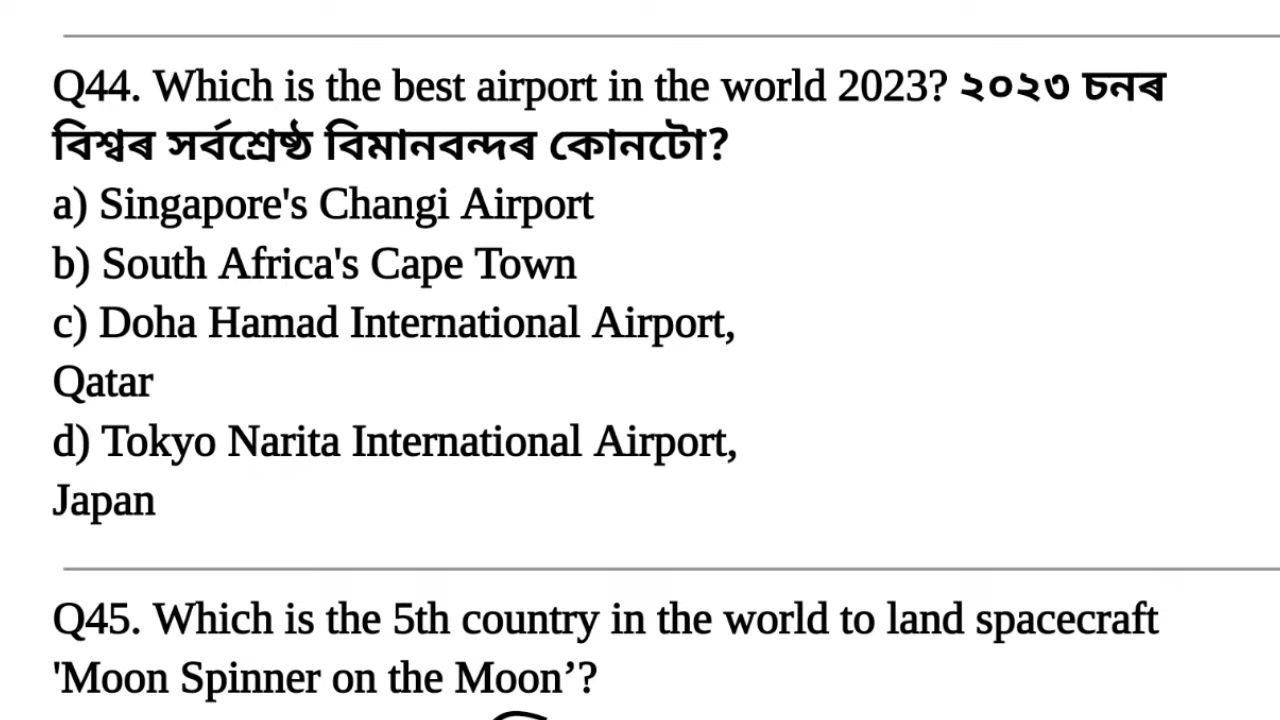 Q44. Which is the best airport in the world 2023? ২০২৩ চনৰ
বিশ্বৰ সৰ্বশ্ৰেষ্ঠ বিমানবন্দৰ কোনটো?
a) Singapore's Changi Airport
b) South Africa's Cape Town
c) Doha Hamad International Airport,
Qatar
d) Tokyo Narita International Airport,
Japan
Q45. Which is the 5th country in the world to land spacecraft
'Moon Spinner on the Moon’?